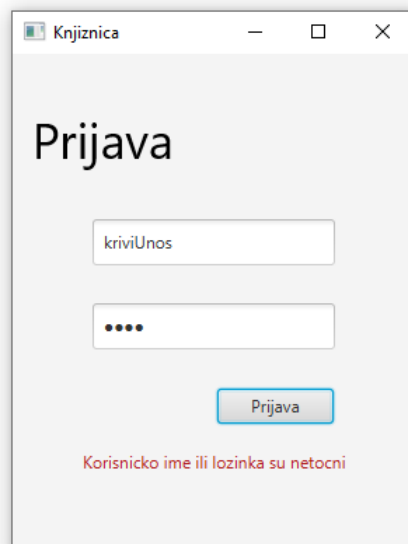 Knjiznica
Prijava
kriviUnos
••••
Prijava
Korisnicko ime ili lozinka su netocni